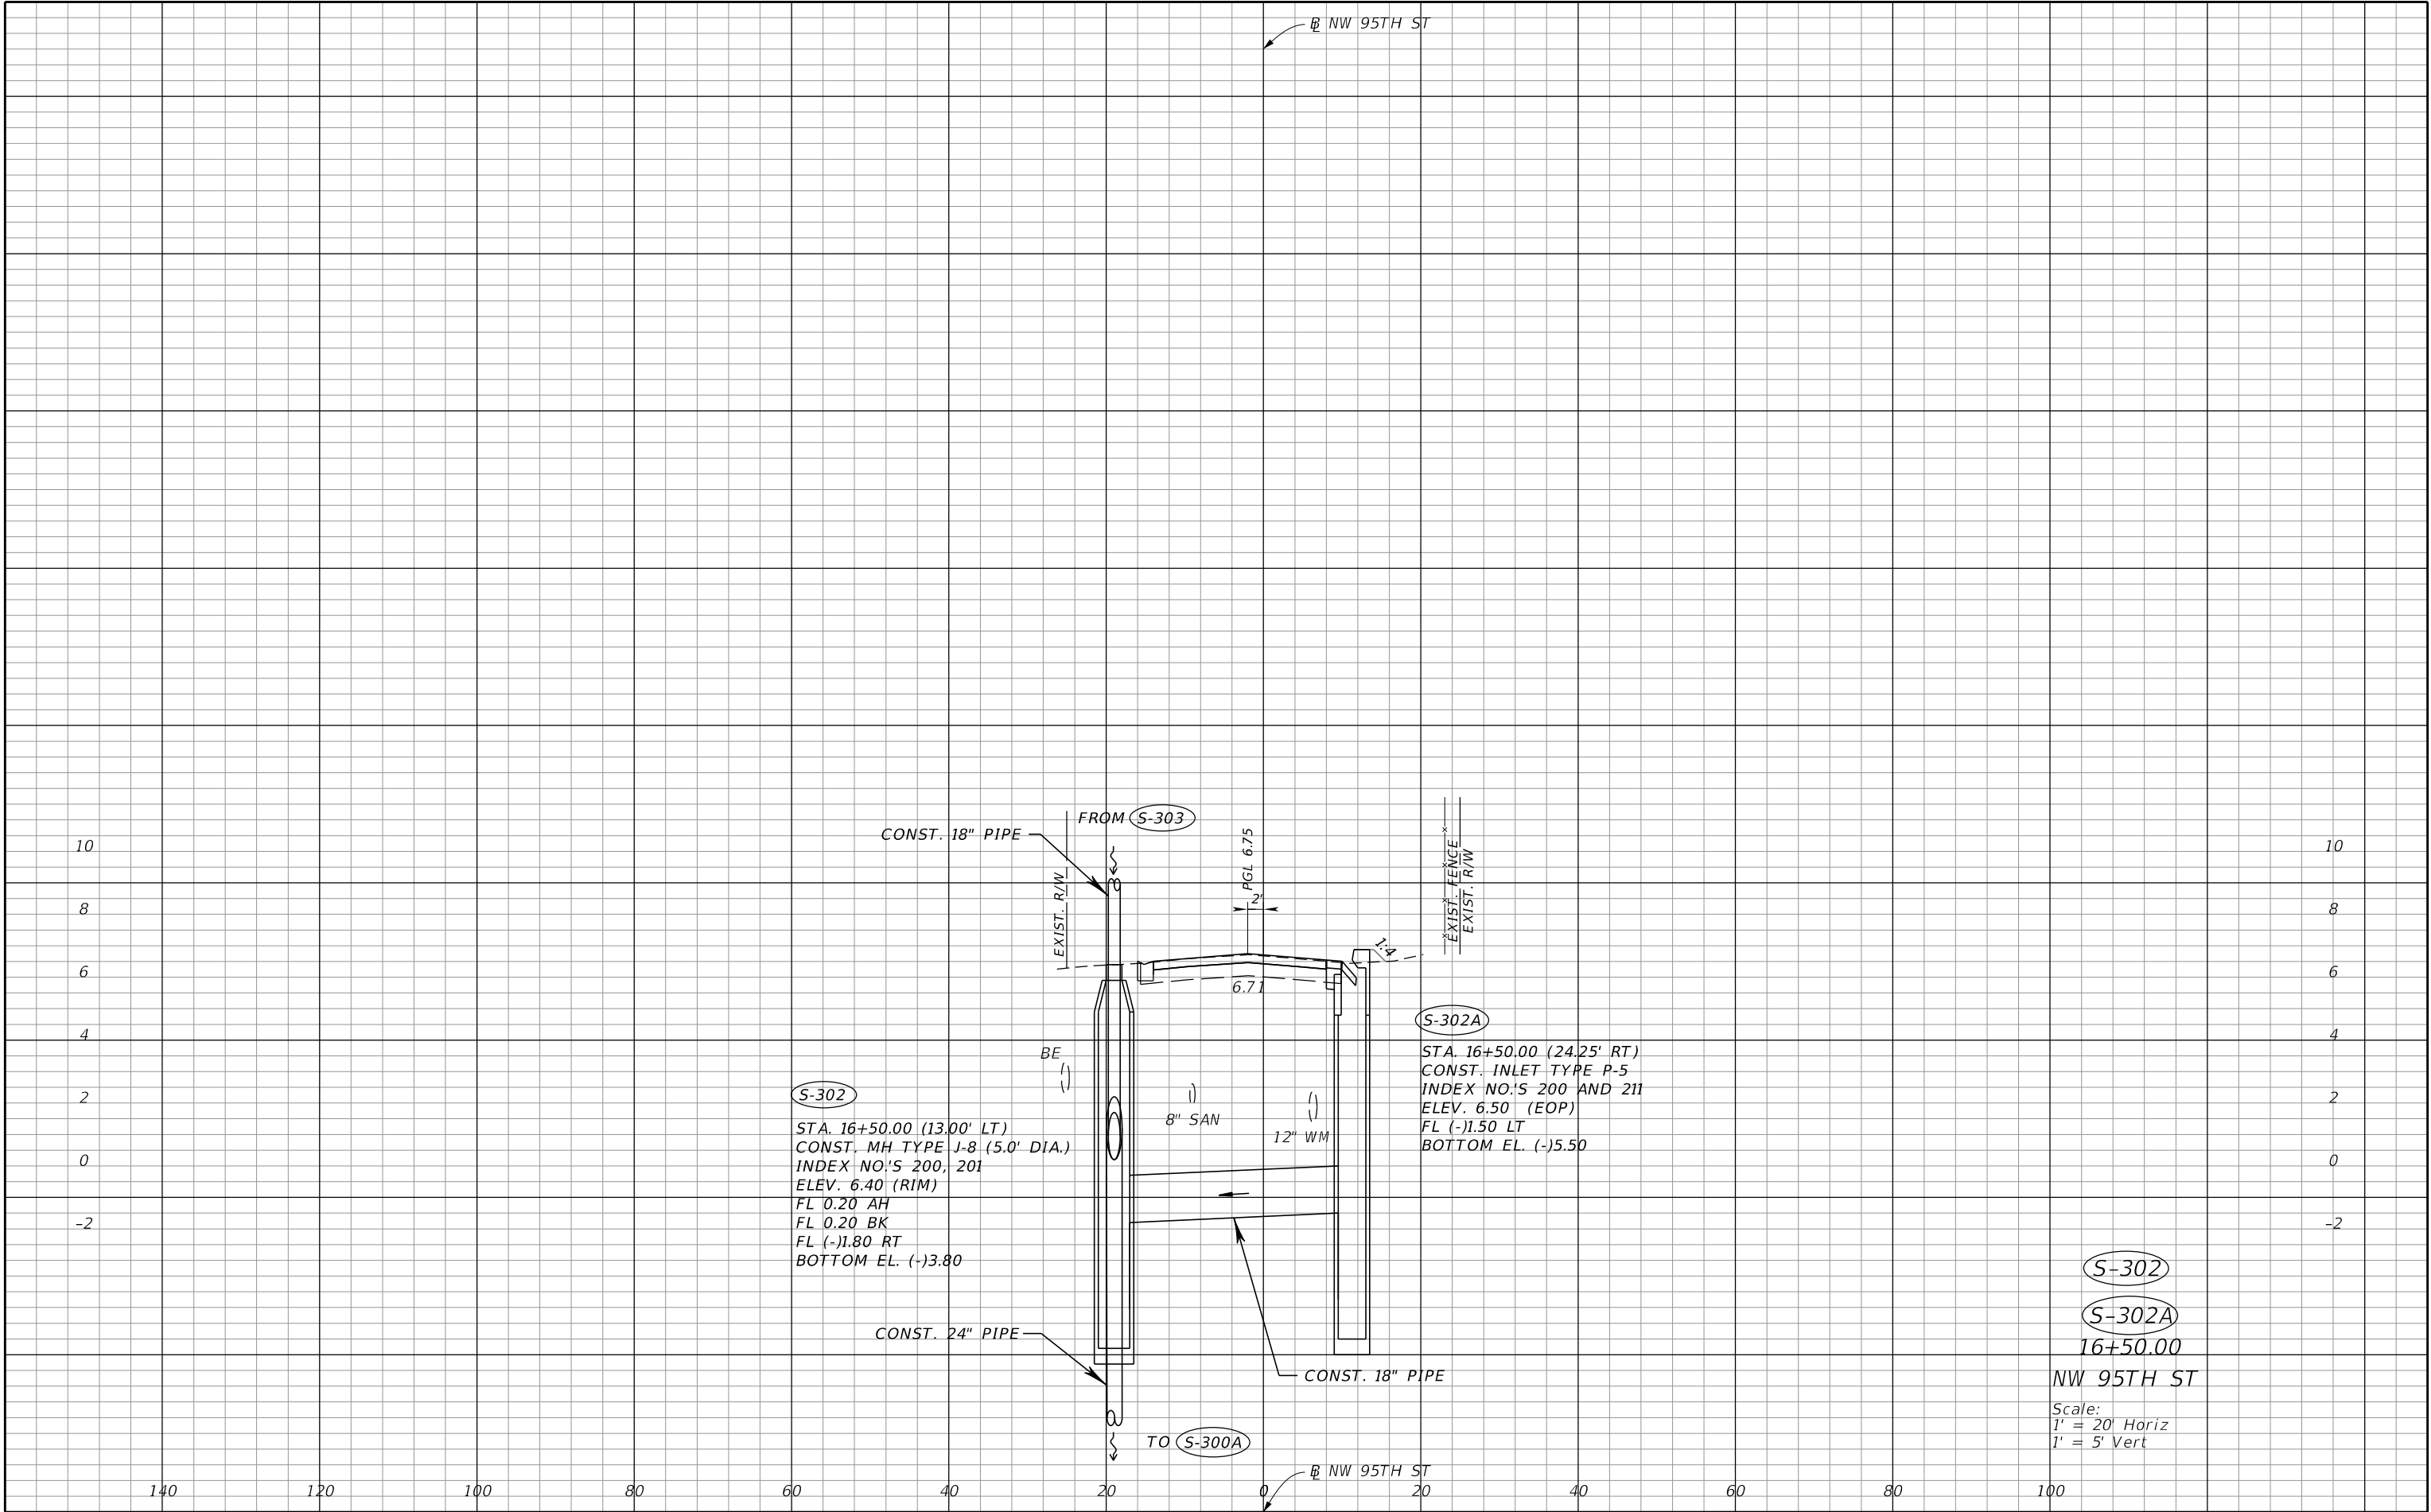 BL NW 95TH ST
FROM S-303
CONST. 18" PIPE
EXIST. R/W
PGL 6.75
2'
EXIST. FENCE
EXIST. R/W
1:4
6.71
10
8
6
4
2
0
-2
10
8
6
4
2
0
-2
BE
8" SAN
12" WM
S-302
STA. 16+50.00 (13.00' LT)
CONST. MH TYPE J-8 (5.0' DIA.)
INDEX NO.'S 200, 201
ELEV. 6.40 (RIM)
FL 0.20 AH
FL 0.20 BK
FL (-)1.80 RT
BOTTOM EL. (-)3.80
S-302A
STA. 16+50.00 (24.25' RT)
CONST. INLET TYPE P-5
INDEX NO.'S 200 AND 211
ELEV. 6.50 (EOP)
FL (-)1.50 LT
BOTTOM EL. (-)5.50
CONST. 24" PIPE
CONST. 18" PIPE
TO S-300A
BL NW 95TH ST
S-302
S-302A
16+50.00
NW 95TH ST
Scale:
1' = 20' Horiz
1' = 5' Vert
140 120 100 80 60 40 20 0 20 40 60 80 100